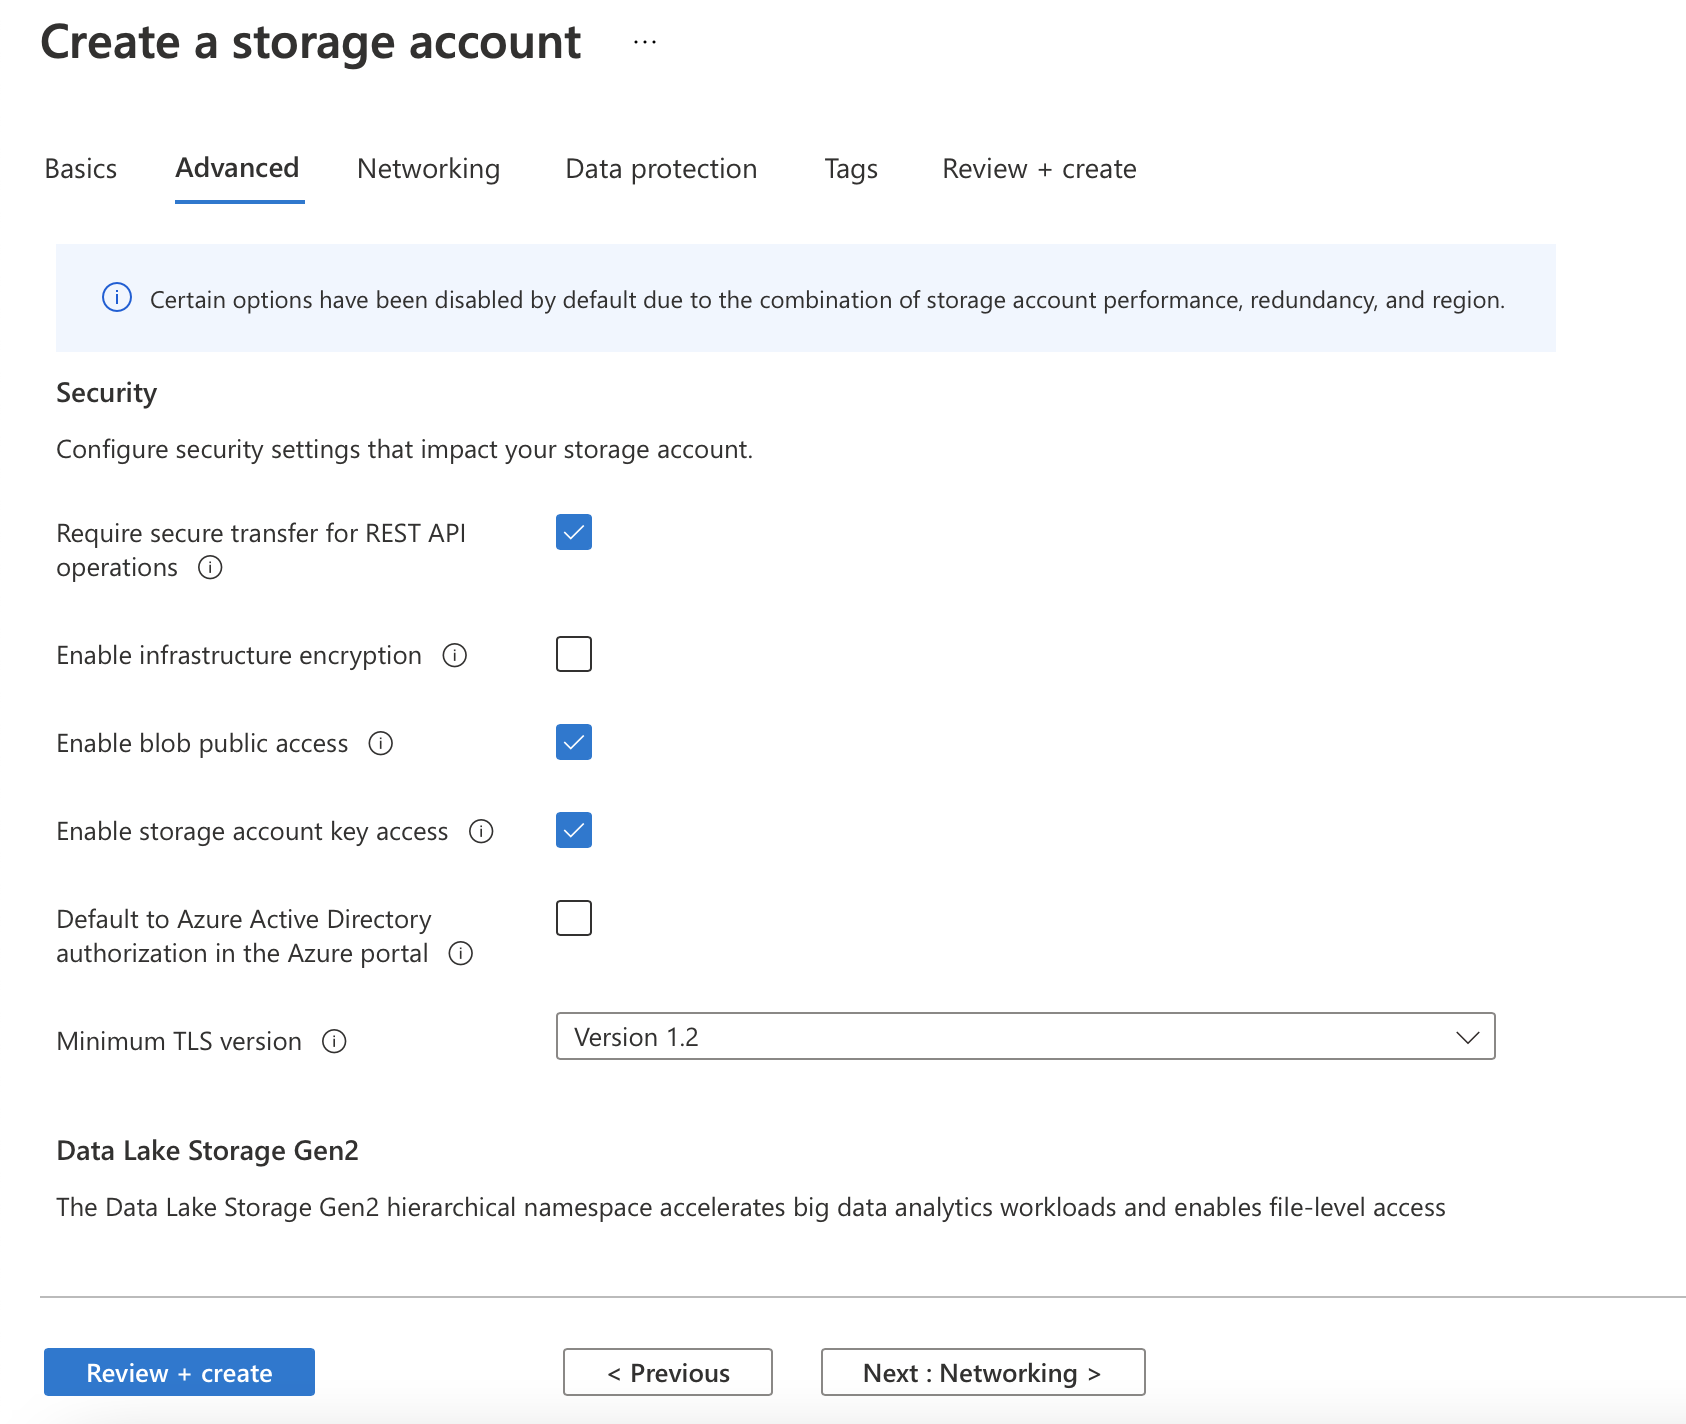 Create a storage account ...
Basics Advanced Networking Data protection Tags Review + create
Certain options have been disabled by default due to the combination of storage account performance, redundancy, and region.
Security
Configure security settings that impact your storage account.
Require secure transfer for REST API
operations
Enable infrastructure encryption
Enable blob public access
Enable storage account key access
Default to Azure Active Directory
authorization in the Azure portal
Minimum TLS version
Version 1.2
Data Lake Storage Gen2
The Data Lake Storage Gen2 hierarchical namespace accelerates big data analytics workloads and enables file-level access
Review + create
< Previous
Next : Networking >